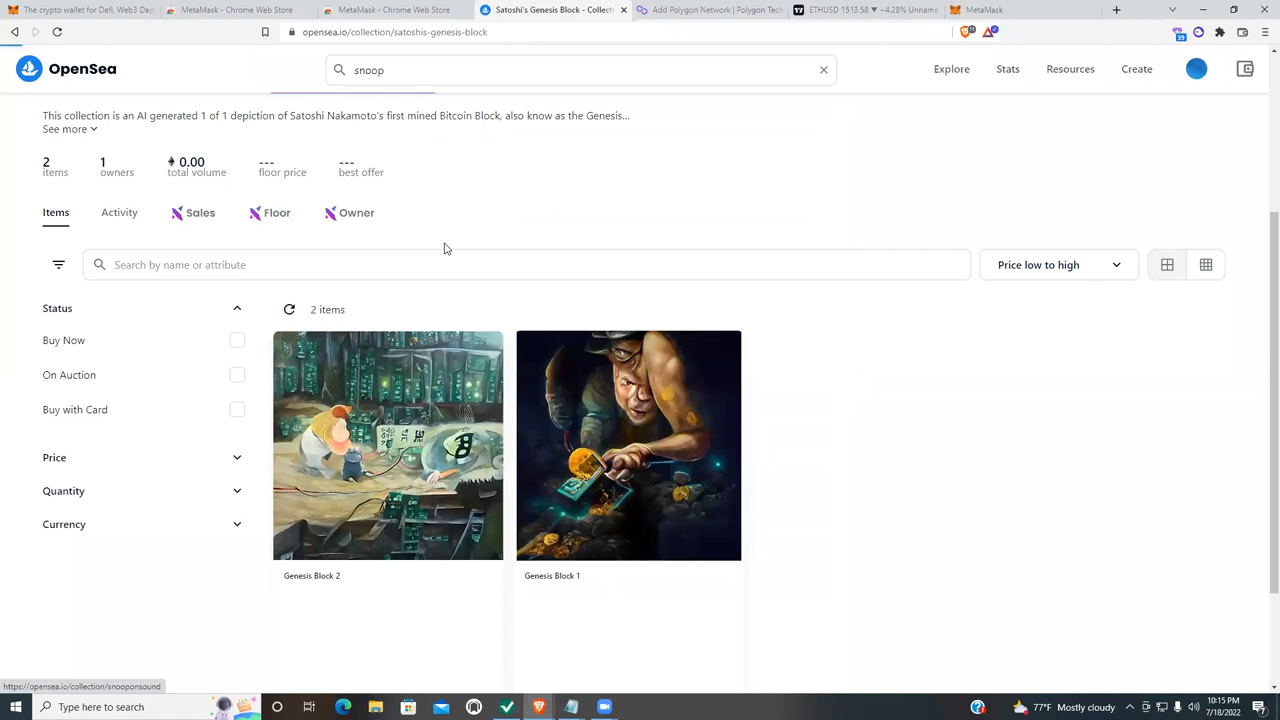 The crypto wallet for Defi, Web3 Da
MetaMask - Chrome Web Store
MetaMask - Chrome Web Store
Satoshi's Genesis Block - Collect
Add Polygon Network | Polygon Tech
ETHUSD 1513.58 ▼ −4.28% Unname
MetaMask
opensea.io/collection/satoshis-genesis-block
OpenSea
snoop
Explore
Stats
Resources
Create
This collection is an AI generated 1 of 1 depiction of Satoshi Nakamoto's first mined Bitcoin Block, also know as the Genesis...
See more
2
1
0.00
---
---
items
owners
total volume
floor price
best offer
Items
Activity
Sales
Floor
Owner
Search by name or attribute
Price low to high
Status
2 items
Buy Now
On Auction
Buy with Card
Price
Quantity
Currency
Genesis Block 2
Genesis Block 1
https://opensea.io/collection/snooponsound
Type here to search
77°F Mostly cloudy
10:15 PM
7/18/2022